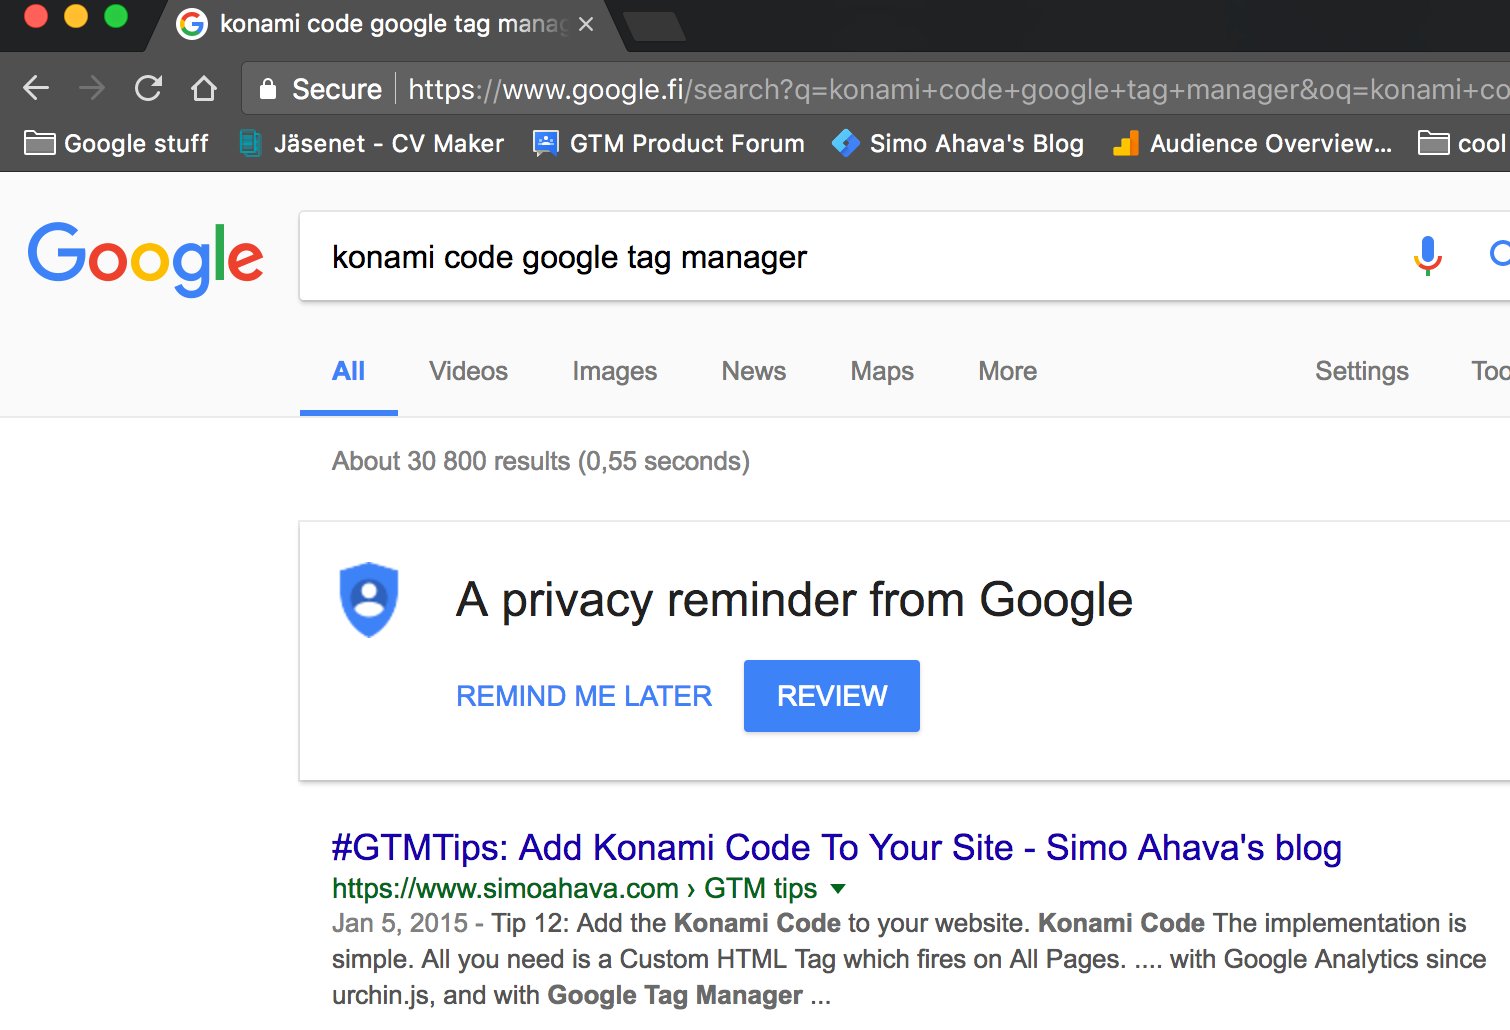 konami code google tag manag
Secure https://www.google.fi/search?q=konami+code+google+tag+manager&oq=konami+co
Google stuff Jäsenet - CV Maker GTM Product Forum Simo Ahava's Blog Audience Overview... cool
Google konami code google tag manager
All Videos Images News Maps More Settings Too
About 30 800 results (0,55 seconds)
A privacy reminder from Google
REMIND ME LATER REVIEW
#GTMTips: Add Konami Code To Your Site - Simo Ahava's blog
https://www.simoahava.com › GTM tips
Jan 5, 2015 - Tip 12: Add the Konami Code to your website. Konami Code The implementation is
simple. All you need is a Custom HTML Tag which fires on All Pages. .... with Google Analytics since
urchin.js, and with Google Tag Manager ...